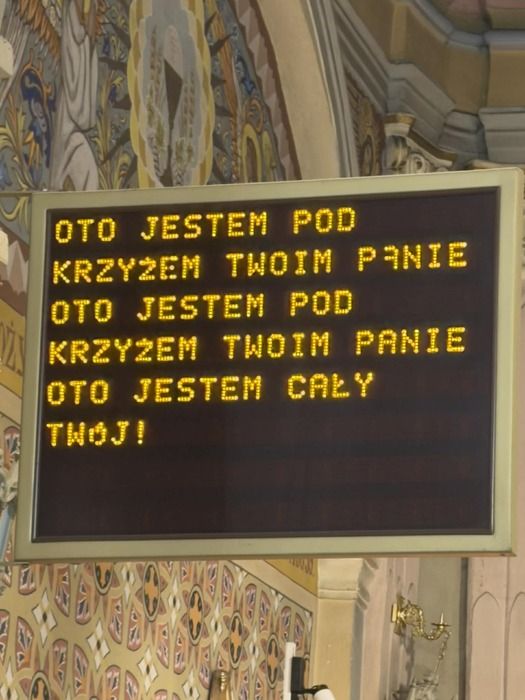 OTO JESTEM POD
KRZYŻEM TWOIM PANIE
OTO JESTEM POD
KRZYŻEM TWOIM PANIE
OTO JESTEM CAŁY
TWÓJ!